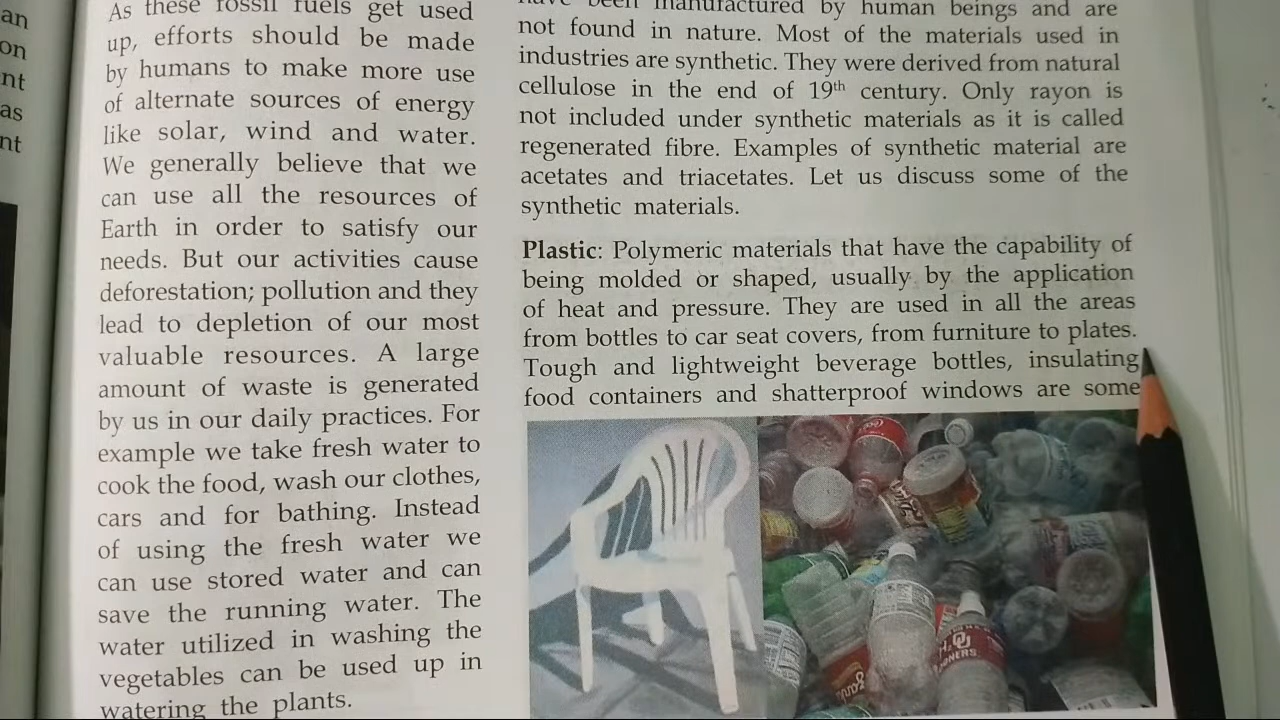 an
on
nt
as
nt
As these fossil fuels get used
up, efforts should be made
by humans to make more use
of alternate sources of energy
like solar, wind and water.
We generally believe that we
can use all the resources of
Earth in order to satisfy our
needs. But our activities cause
deforestation; pollution and they
lead to depletion of our most
valuable resources. A large
amount of waste is generated
by us in our daily practices. For
example we take fresh water to
cook the food, wash our clothes,
cars and for bathing. Instead
of using the fresh water we
can use stored water and can
save the running water. The
water utilized in washing the
vegetables can be used up in
watering the plants.
have been manufactured by human beings and are
not found in nature. Most of the materials used in
industries are synthetic. They were derived from natural
cellulose in the end of 19th century. Only rayon is
not included under synthetic materials as it is called
regenerated fibre. Examples of synthetic material are
acetates and triacetates. Let us discuss some of the
synthetic materials.
Plastic: Polymeric materials that have the capability of
being molded or shaped, usually by the application
of heat and pressure. They are used in all the areas
from bottles to car seat covers, from furniture to plates.
Tough and lightweight beverage bottles, insulating
food containers and shatterproof windows are some